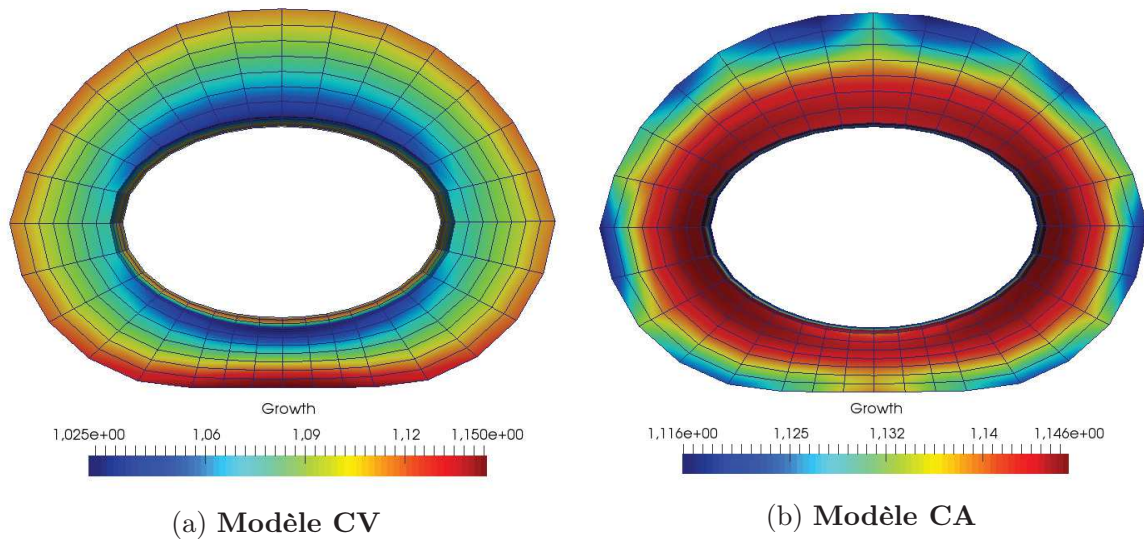 Growth
1,025e+00 1,06 1,09 1,12 1,150e+00
(a) Modèle CV
Growth
1,116e+00 1,125 1,132 1,14 1,146e+00
(b) Modèle CA